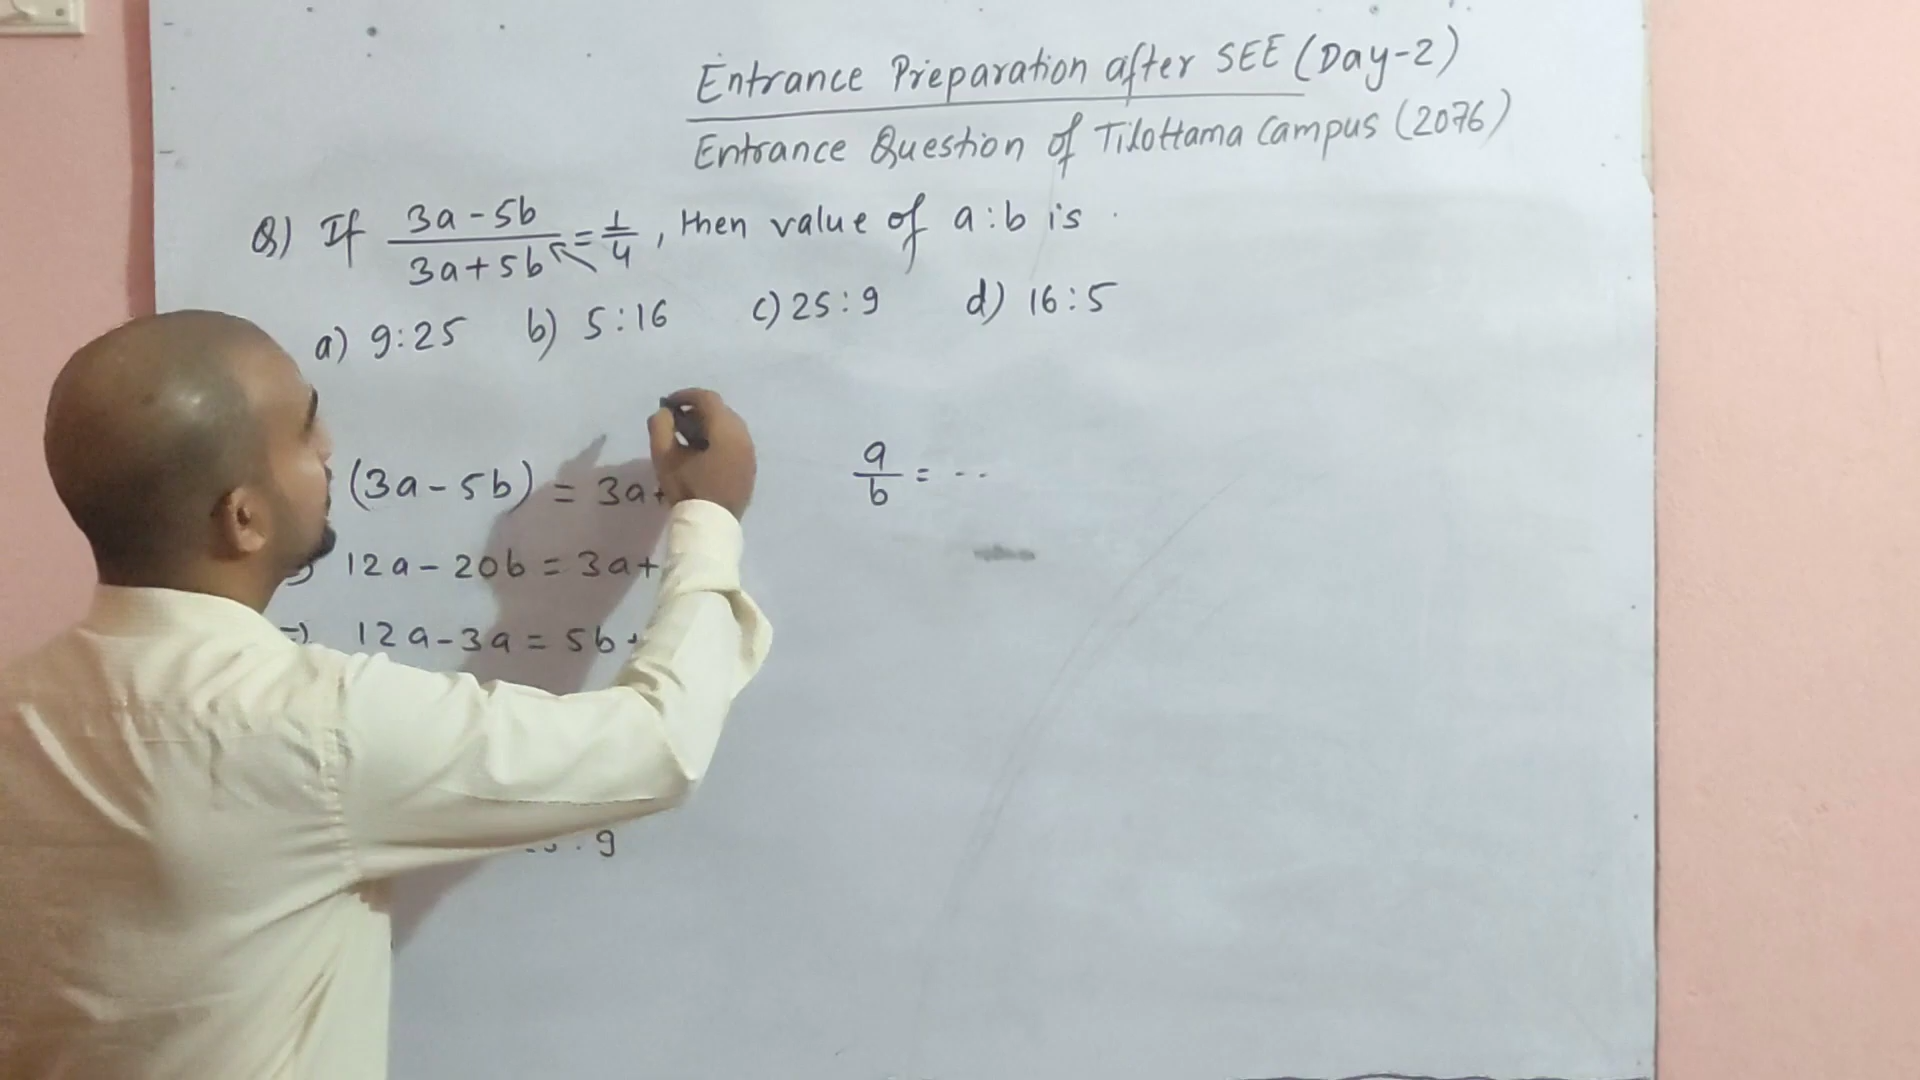 Entrance Preparation after SEE (Day-2)
Entrance Question of Tilottama Campus (2076)
Q) If 3a-5b/3a+5b = 1/4, then value of a:b is
a) 9:25 b) 5:16 c) 25:9 d) 16:5
(3a-5b) = 3a+
a/b = --
12a-20b = 3a+
=) 12a-3a = 5b+
: 9